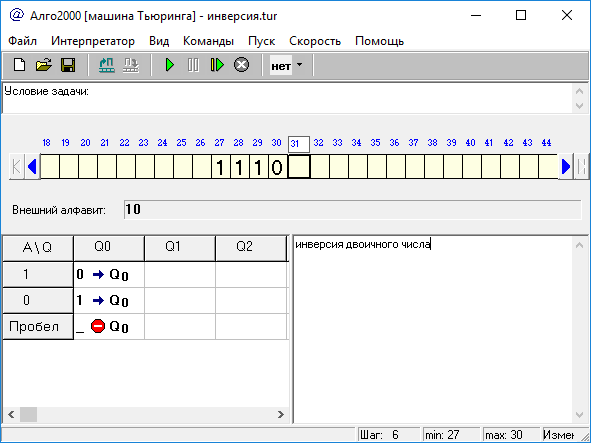 Алго2000 [машина Тьюринга] - инверсия.tur
Файл Интерпретатор Вид Команды Пуск Скорость Помощь
нет
Условие задачи:
18 19 20 21 22 23 24 25 26 27 28 29 30 31 32 33 34 35 36 37 38 39 40 41 42 43 44
1 1 1 0
Внешний алфавит: 10
A\Q Q0 Q1 Q2
1 0 → Q0
0 1 → Q0
Пробел _ Q0
инверсия двоичного числа
Шаг: 6 min: 27 max: 30 Измен